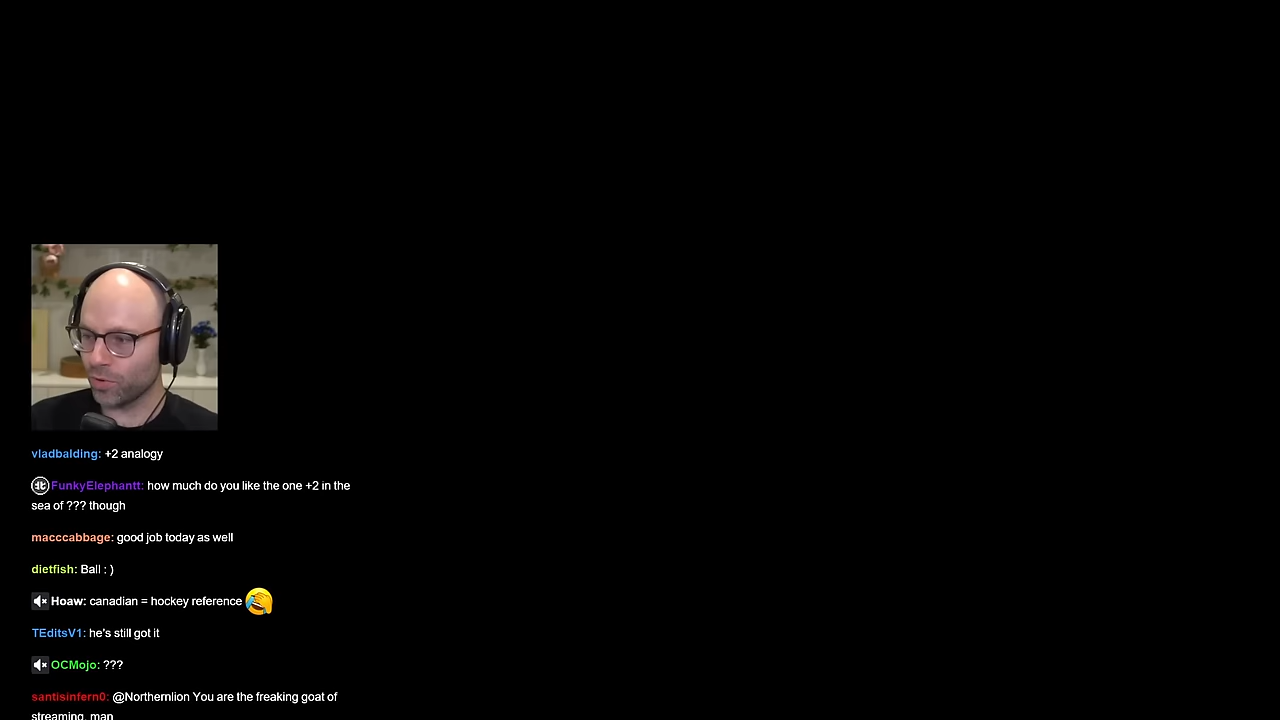 vladbalding: +2 analogy
FunkyElephantt: how much do you like the one +2 in the
sea of ??? though
macccabbage: good job today as well
dietfish: Ball : )
Hoaw: canadian = hockey reference
TEditsV1: he's still got it
OCMojo: ???
santisinfern0: @Northernlion You are the freaking goat of
streaming, man